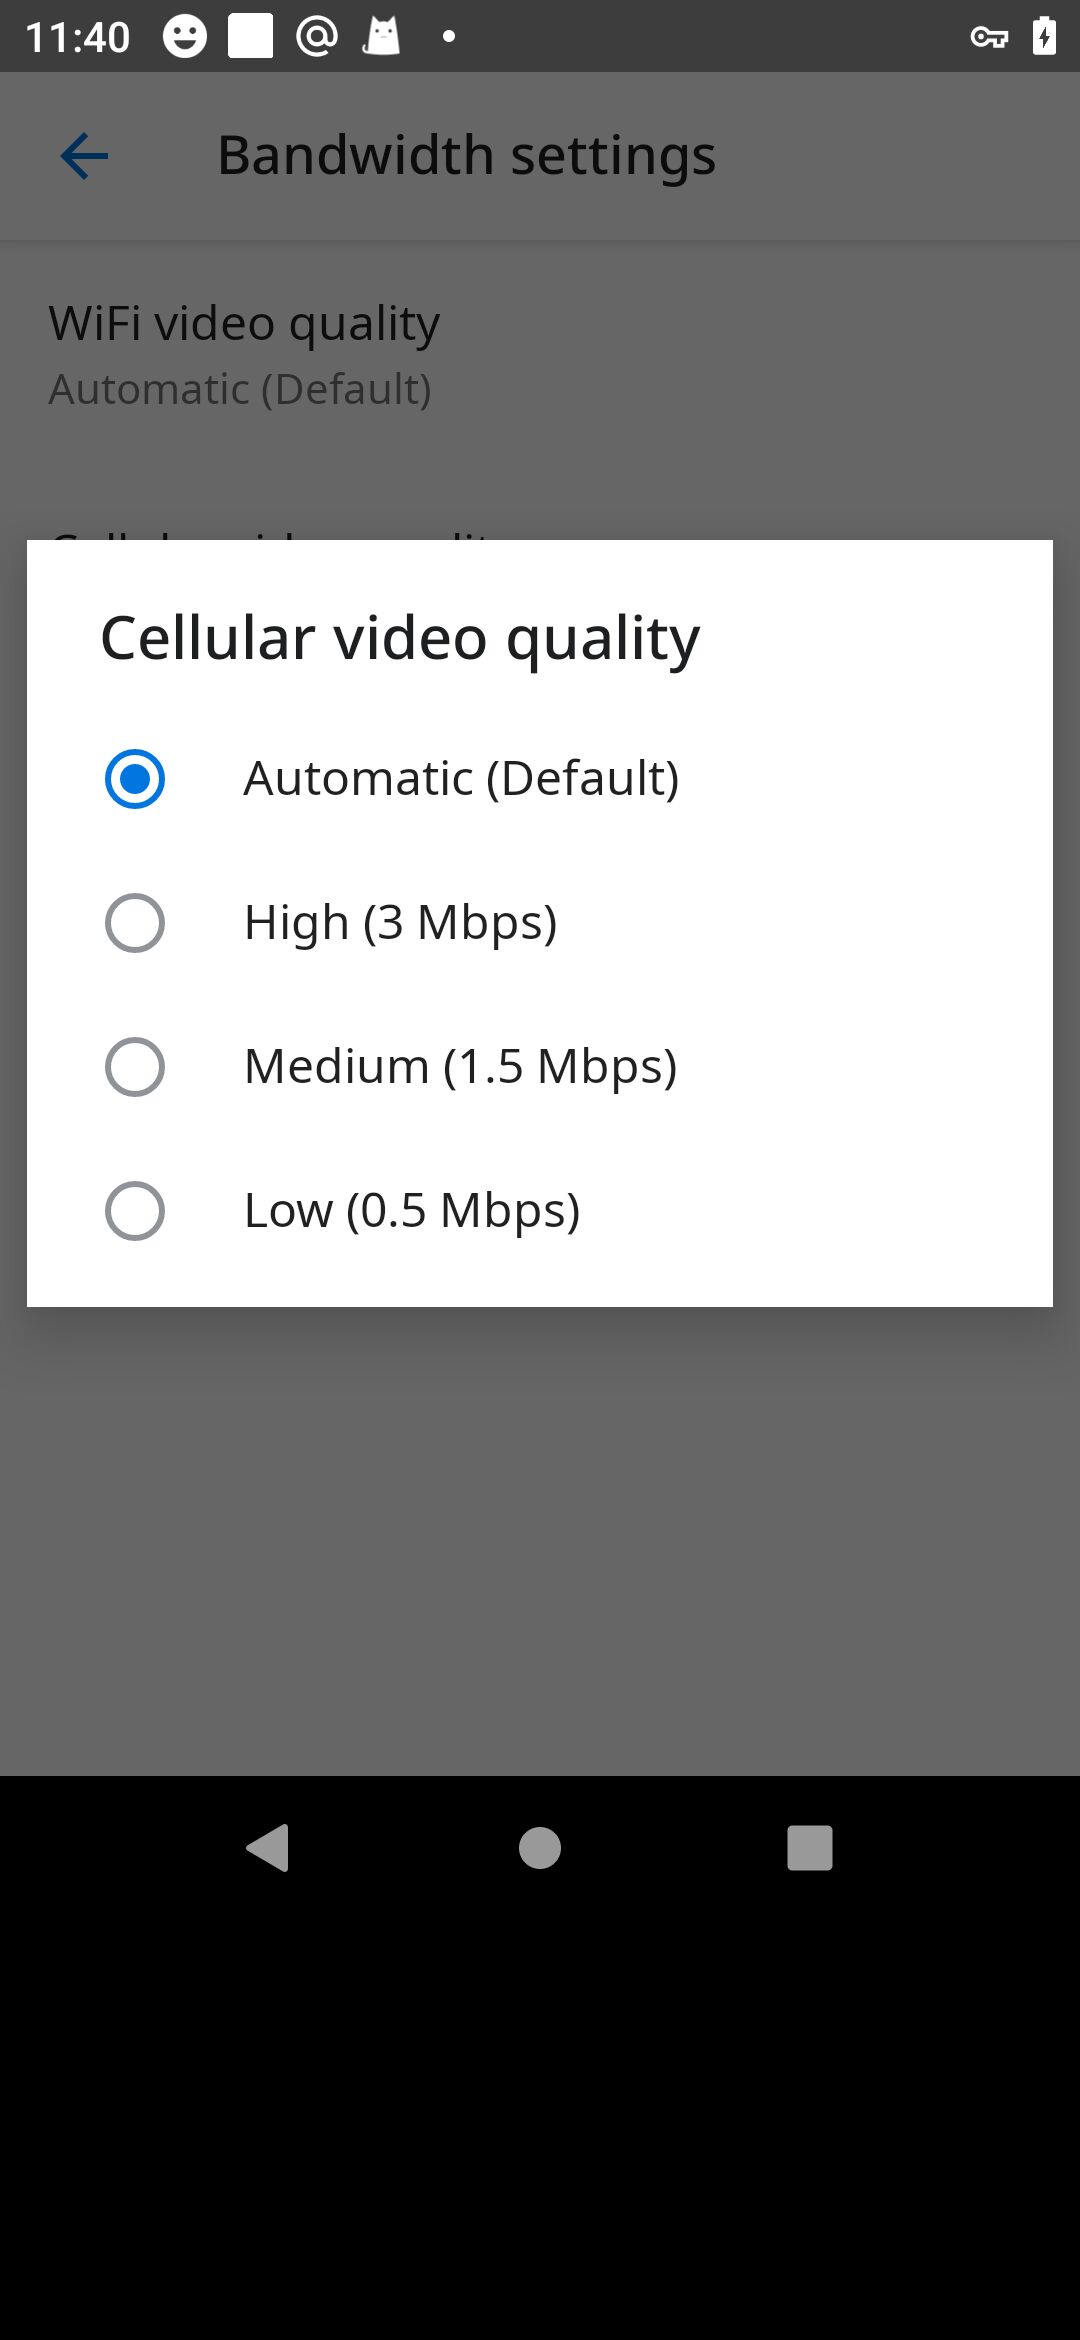 11:40
Bandwidth settings
WiFi video quality
Automatic (Default)
Cellular video quality
Automatic (Default)
High (3 Mbps)
Medium (1.5 Mbps)
Low (0.5 Mbps)